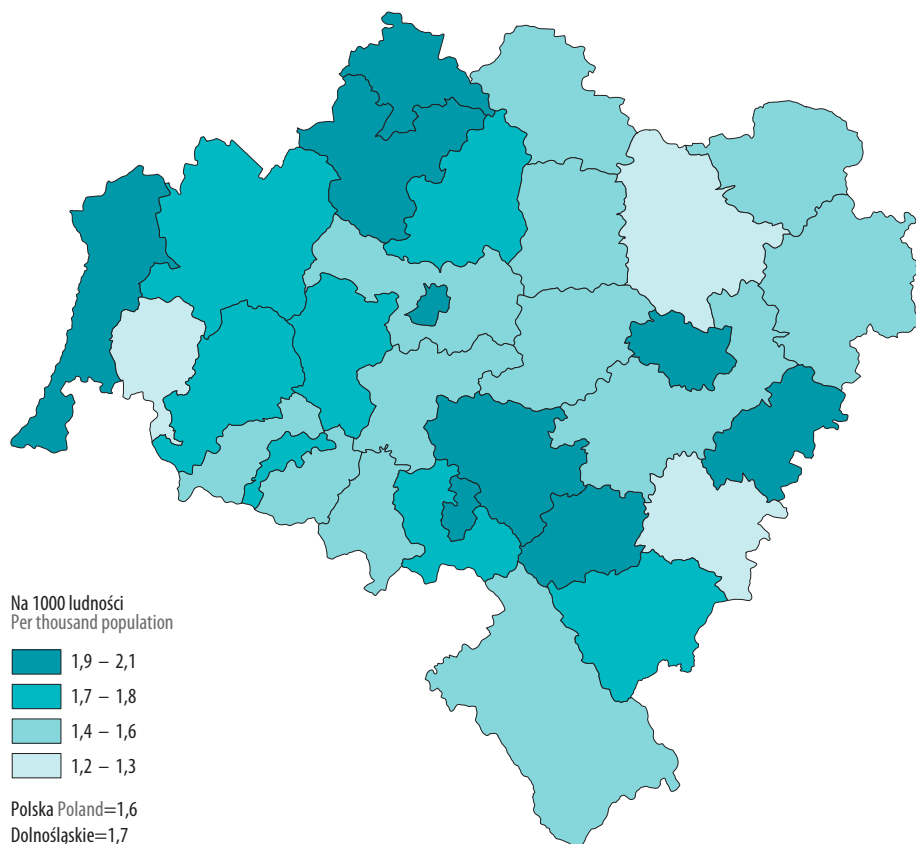 Na 1000 ludności
Per thousand population
1,9 – 2,1
1,7 – 1,8
1,4 – 1,6
1,2 – 1,3
Polska Poland=1,6
Dolnośląskie=1,7